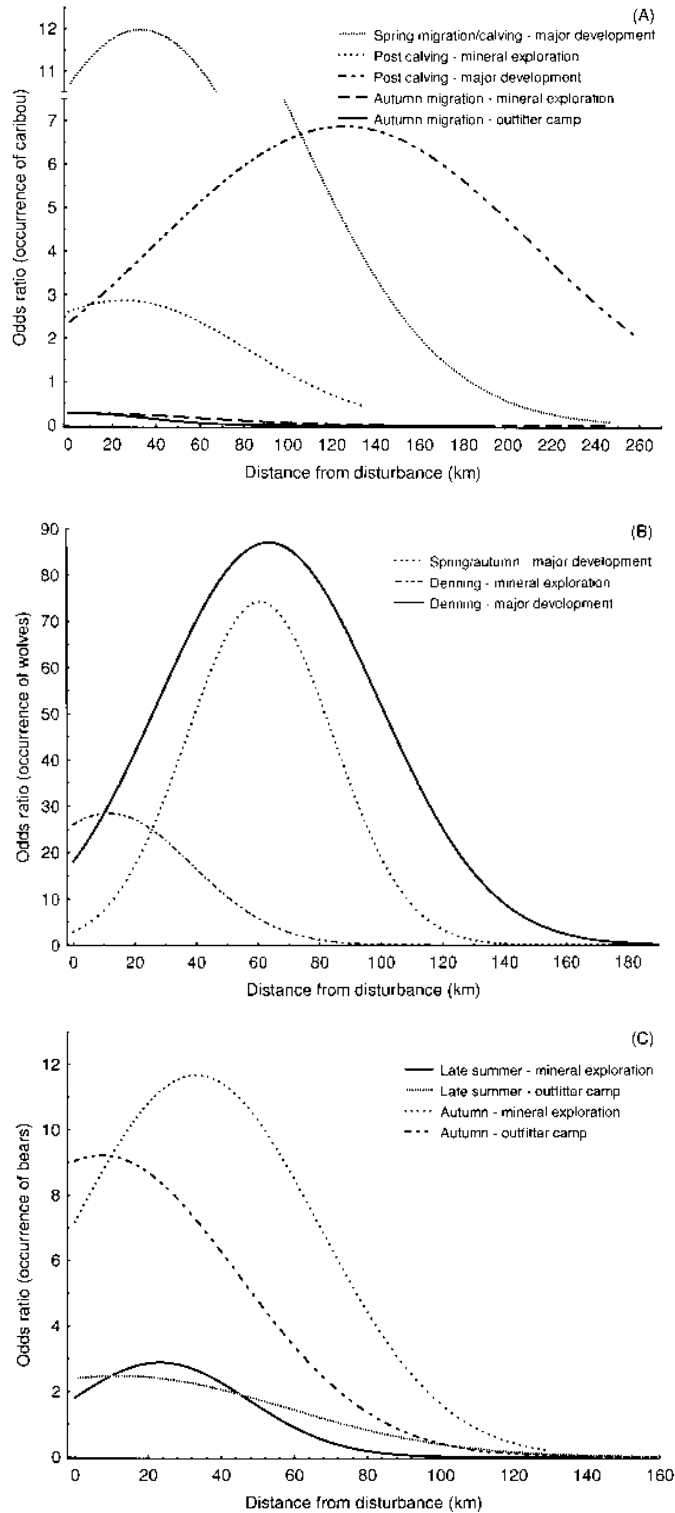 (A)
Spring migration/calving - major development
Post calving - mineral exploration
Post calving - major development
Autumn migration - mineral exploration
Autumn migration - outfitter camp
12
11
7
6
5
4
3
2
1
0
Odds ratio (occurrence of caribou)
0 20 40 60 80 100 120 140 160 180 200 220 240 260
Distance from disturbance (km)
(B)
Spring/autumn - major development
Denning - mineral exploration
Denning - major development
90
80
70
60
50
40
30
20
10
0
Odds ratio (occurrence of wolves)
0 20 40 60 80 100 120 140 160 180
Distance from disturbance (km)
(C)
Late summer - mineral exploration
Late summer - outfitter camp
Autumn - mineral exploration
Autumn - outfitter camp
12
10
8
6
4
2
0
Odds ratio (occurrence of bears)
0 20 40 60 80 100 120 140 160
Distance from disturbance (km)